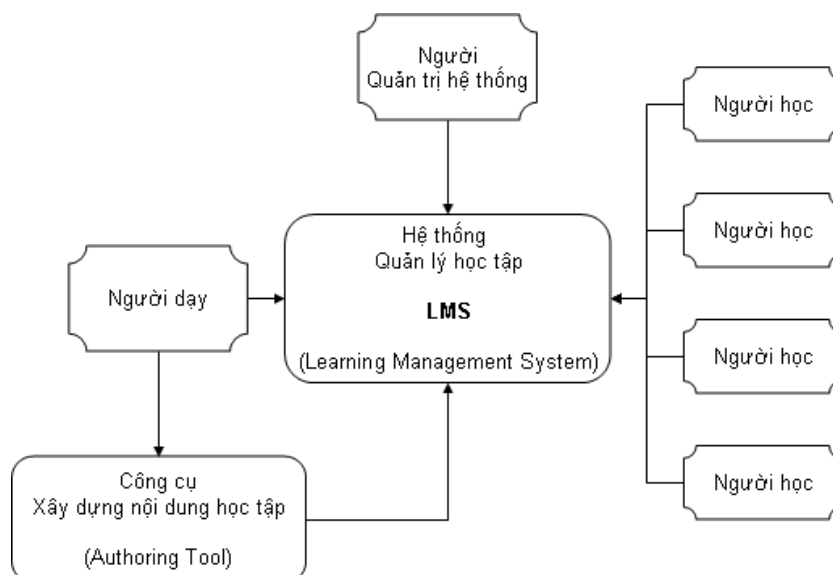 Người
Quản trị hệ thống
Người học
Người học
Hệ thống
Quản lý học tập
LMS
(Learning Management System)
Người dạy
Người học
Người học
Công cụ
Xây dựng nội dung học tập
(Authoring Tool)